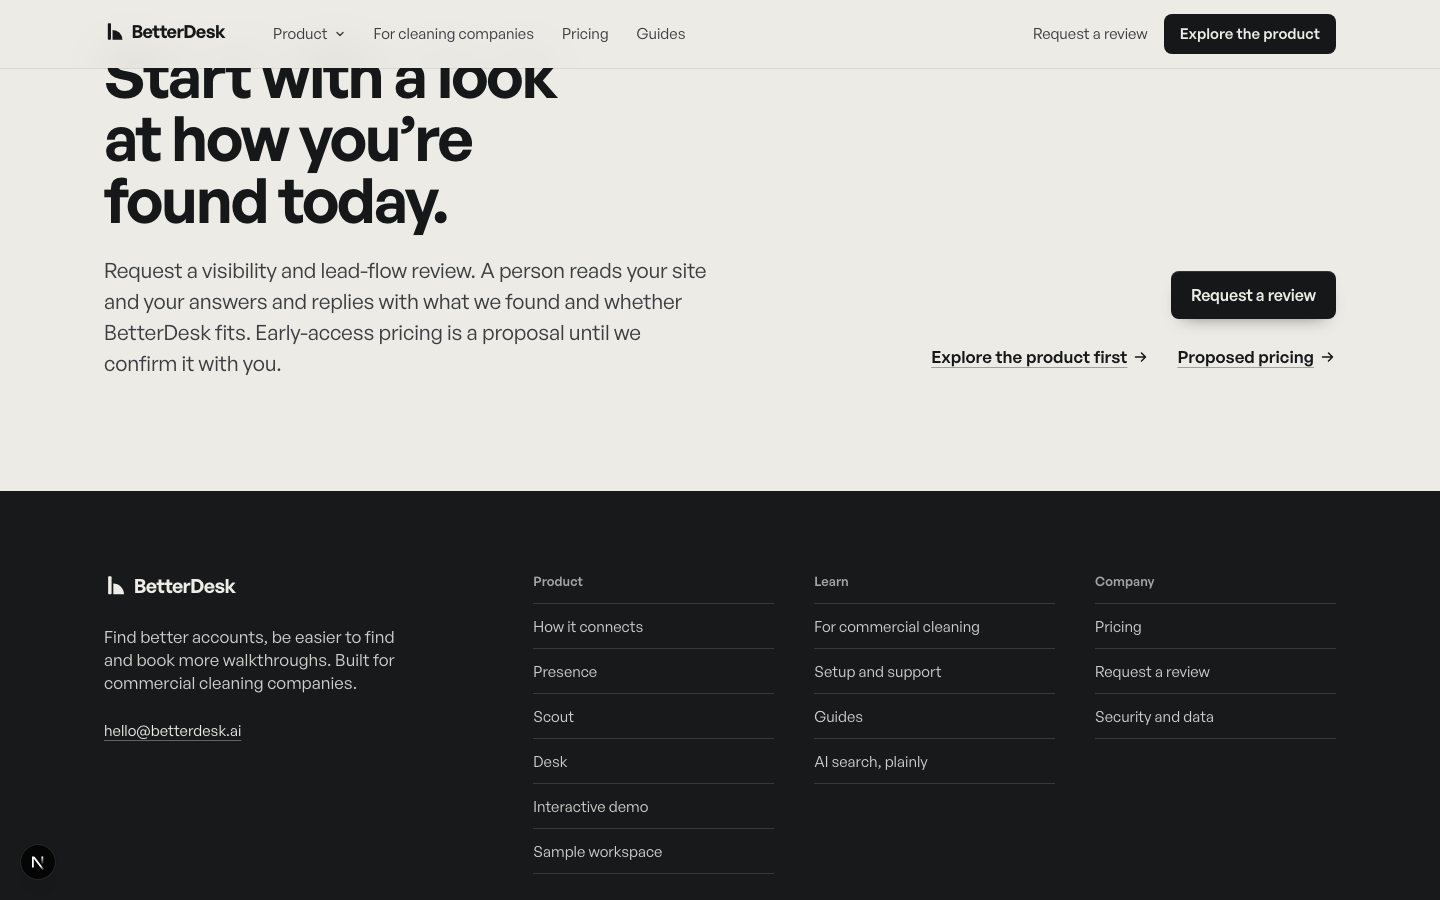 BetterDesk
Product
For cleaning companies
Pricing
Guides
Request a review
Explore the product
Start with a look
at how you’re
found today.
Request a visibility and lead-flow review. A person reads your site
and your answers and replies with what we found and whether
BetterDesk fits. Early-access pricing is a proposal until we
confirm it with you.
Request a review
Explore the product first →
Proposed pricing →
BetterDesk
Find better accounts, be easier to find
and book more walkthroughs. Built for
commercial cleaning companies.
hello@betterdesk.ai
Product
How it connects
Presence
Scout
Desk
Interactive demo
Sample workspace
Learn
For commercial cleaning
Setup and support
Guides
AI search, plainly
Company
Pricing
Request a review
Security and data
N